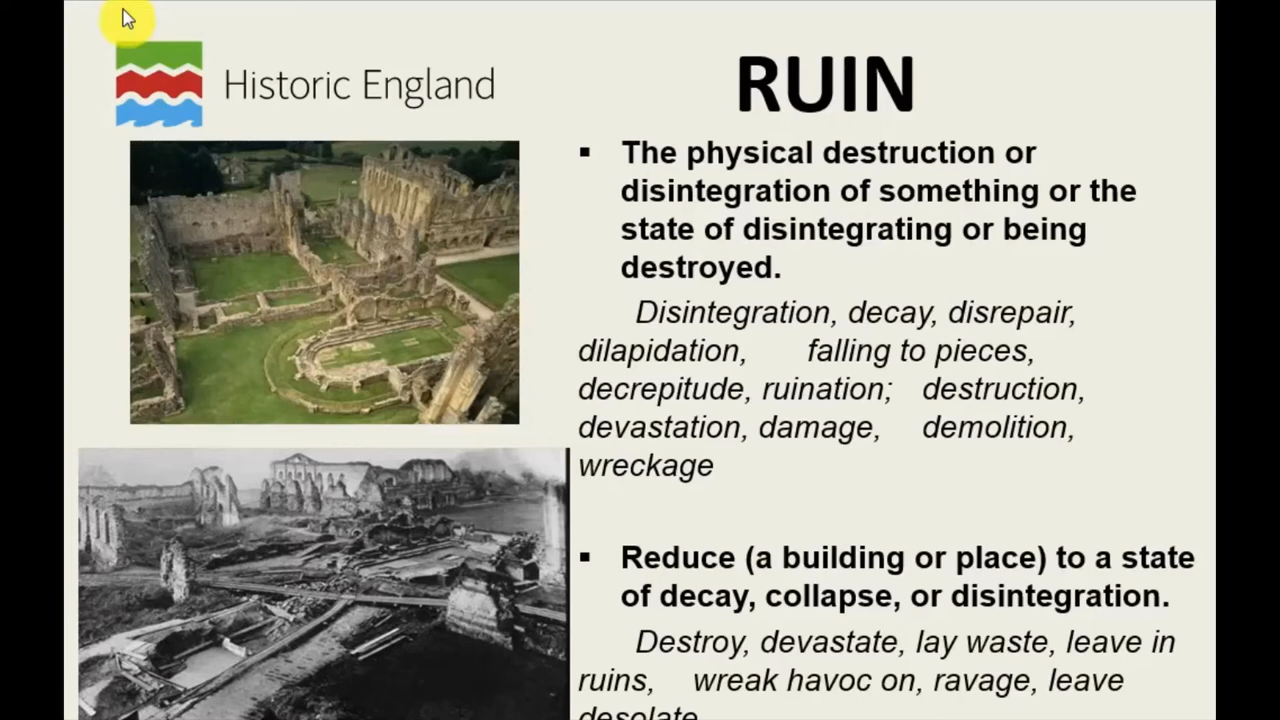 Historic England
RUIN
▪ The physical destruction or
disintegration of something or the
state of disintegrating or being
destroyed.
Disintegration, decay, disrepair,
dilapidation, falling to pieces,
decrepitude, ruination; destruction,
devastation, damage, demolition,
wreckage
▪ Reduce (a building or place) to a state
of decay, collapse, or disintegration.
Destroy, devastate, lay waste, leave in
ruins, wreak havoc on, ravage, leave
desolate